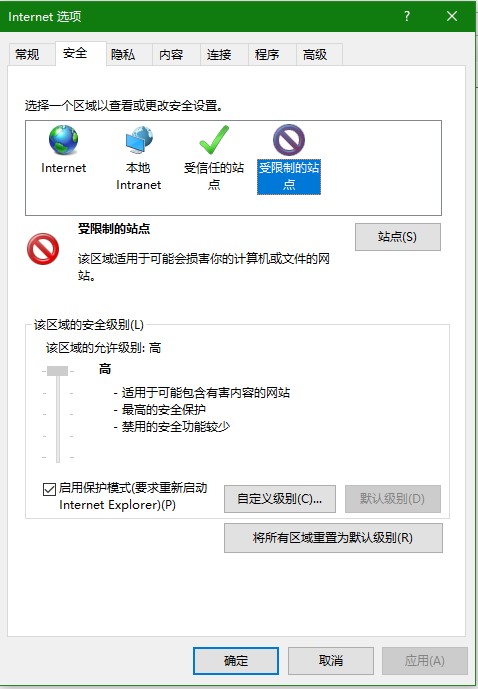 Internet 选项
?
常规 安全 隐私 内容 连接 程序 高级
选择一个区域以查看或更改安全设置。
Internet
本地
Intranet
受信任的站
点
受限制的站
点
受限制的站点
站点(S)
该区域适用于可能会损害你的计算机或文件的网
站。
该区域的安全级别(L)
该区域的允许级别: 高
高
- 适用于可能包含有害内容的网站
- 最高的安全保护
- 禁用的安全功能较少
启用保护模式(要求重新启动
Internet Explorer)(P)
自定义级别(C)... 默认级别(D)
将所有区域重置为默认级别(R)
确定 取消 应用(A)